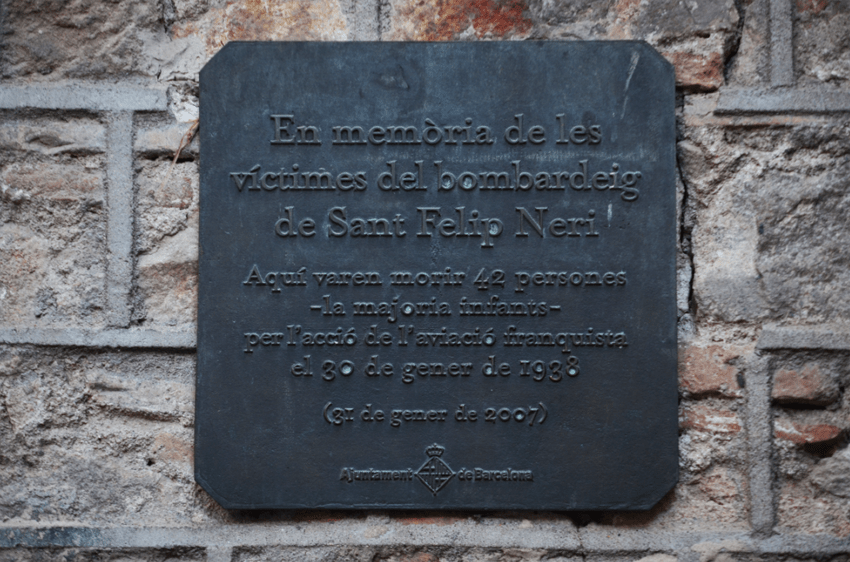 En memòria de les
víctimes del bombardeig
de Sant Felip Neri
Aquí varen morir 42 persones
-la majoria infants-
per l'acció de l'aviació franquista
el 30 de gener de 1938
(31 de gener de 2007)
Ajuntament de Barcelona